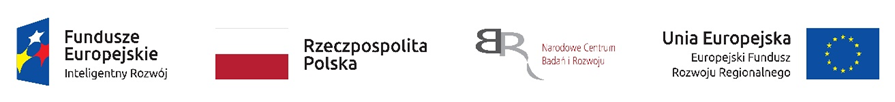 Fundusze
Europejskie
Inteligentny Rozwój
Rzeczpospolita
Polska
Narodowe Centrum
Badań i Rozwoju
Unia Europejska
Europejski Fundusz
Rozwoju Regionalnego